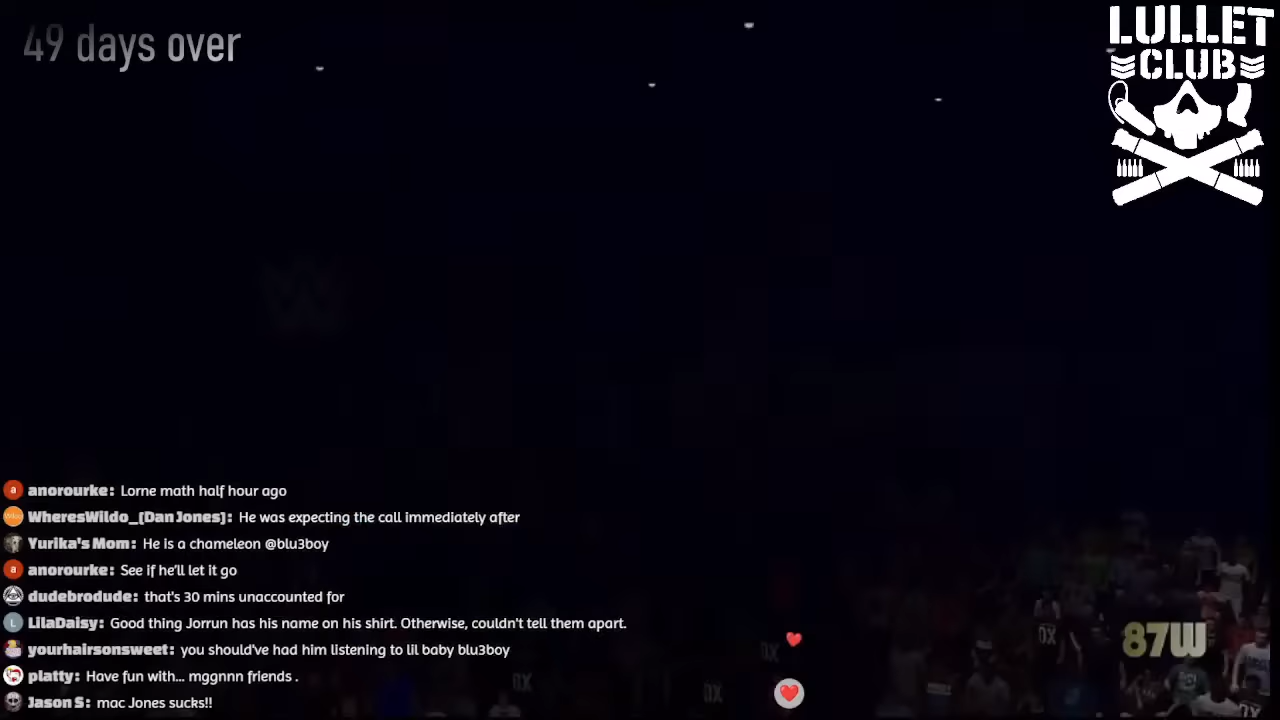 49 days over
LULLET
CLUB
anorourke: Lorne math half hour ago
WheresWildo_(Dan Jones): He was expecting the call immediately after
Yurika's Mom: He is a chameleon @blu3boy
anorourke: See if he'll let it go
dudebrodude: that's 30 mins unaccounted for
LilaDaisy: Good thing Jorrun has his name on his shirt. Otherwise, couldn't tell them apart.
yourhairsonsweet: you should've had him listening to lil baby blu3boy
platty: Have fun with... mggnnn friends .
Jason S: mac Jones sucks!!
87W
DX
DX
DX
DX